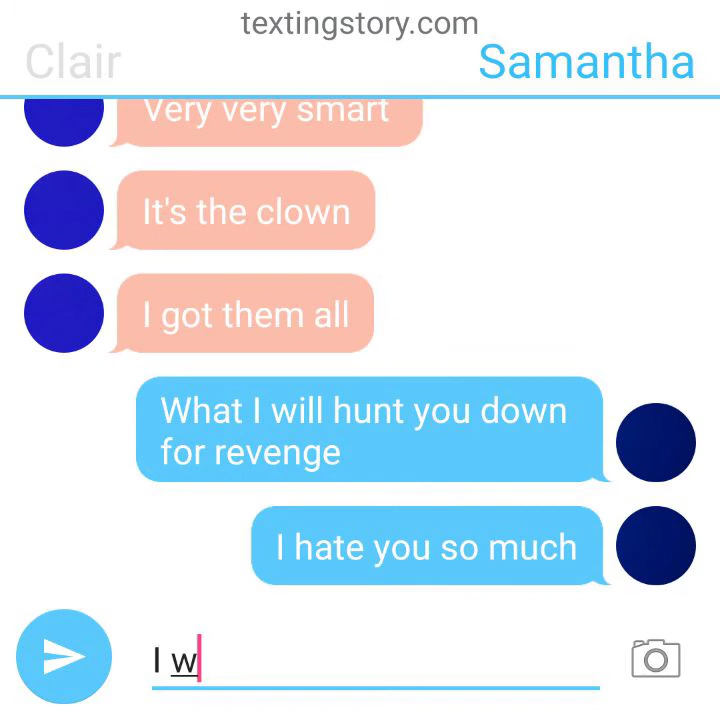 textingstory.com
Clair
Samantha
Very very smart
It's the clown
I got them all
What I will hunt you down
for revenge
I hate you so much
I w